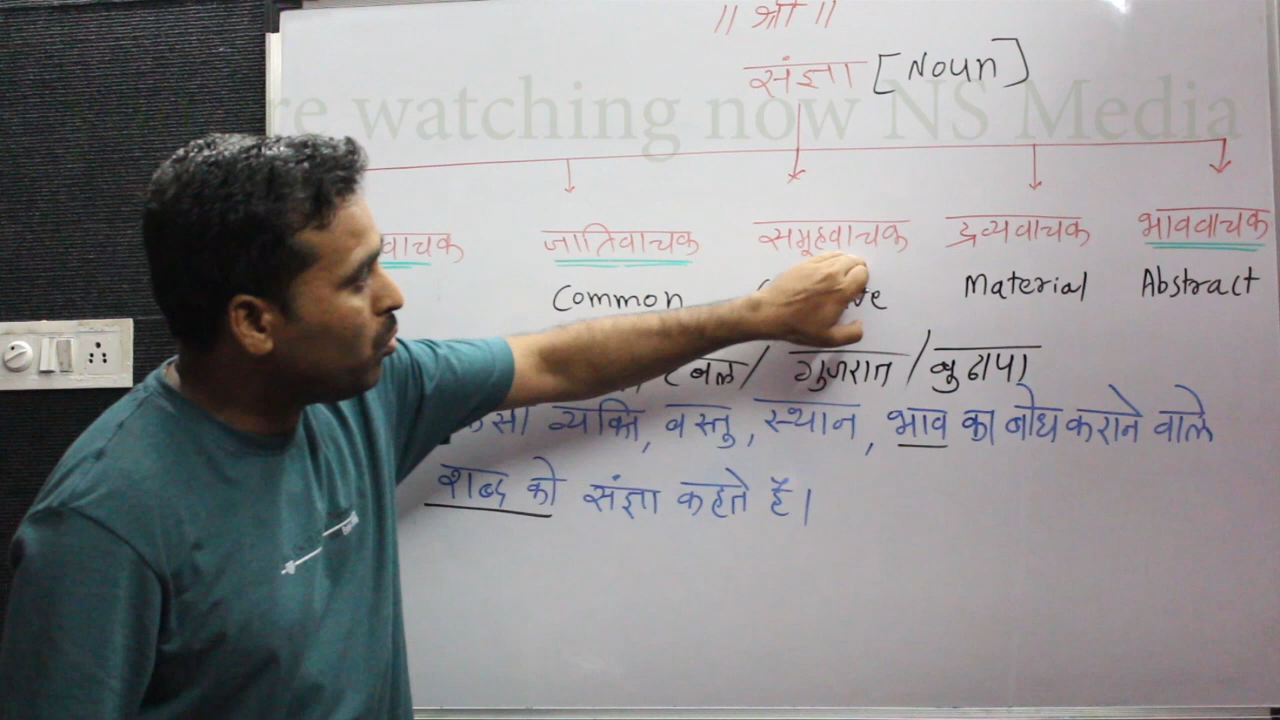 || श्री ||
संज्ञा [Noun]
re watching now NS Media
वाचक जातिवाचक समूहवाचक द्रव्यवाचक भाववाचक
Common Material Abstract
टेबल / गुजरात / बुढापा
व्यक्ति, वस्तु, स्थान, भाव का बोध कराने वाले
शब्द को संज्ञा कहते हैं।